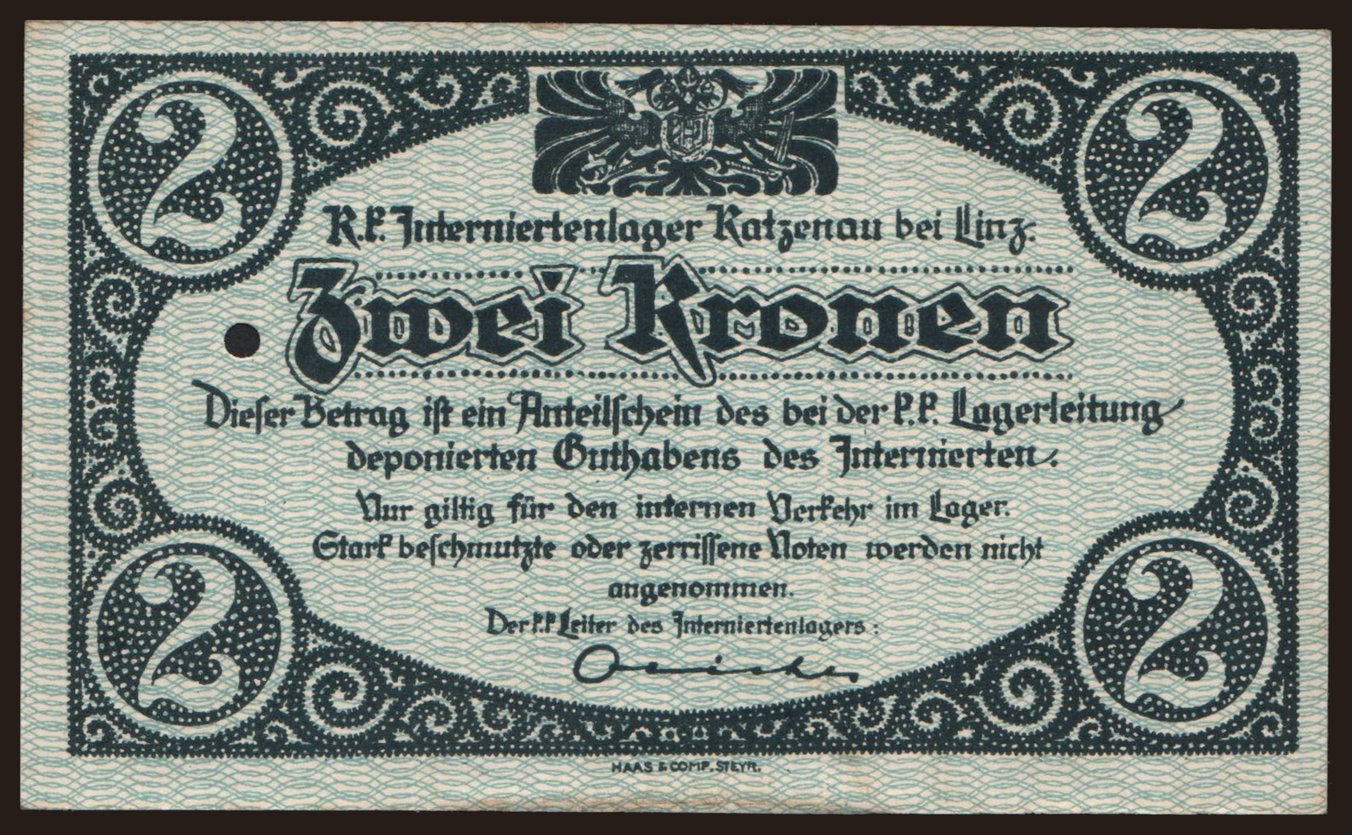 2 2
K.k. Interniertenlager Katzenau bei Linz.
Zwei Kronen
Dieser Betrag ist ein Anteilschein des bei der k.k. Lagerleitung
deponierten Guthabens des Internierten.
Nur giltig für den internen Verkehr im Lager.
Stark beschmutzte oder zerrissene Noten werden nicht
angenommen.
Der k.k Leiter des Interniertenlagers:
2 2
HAAS & COMP. STEYR.